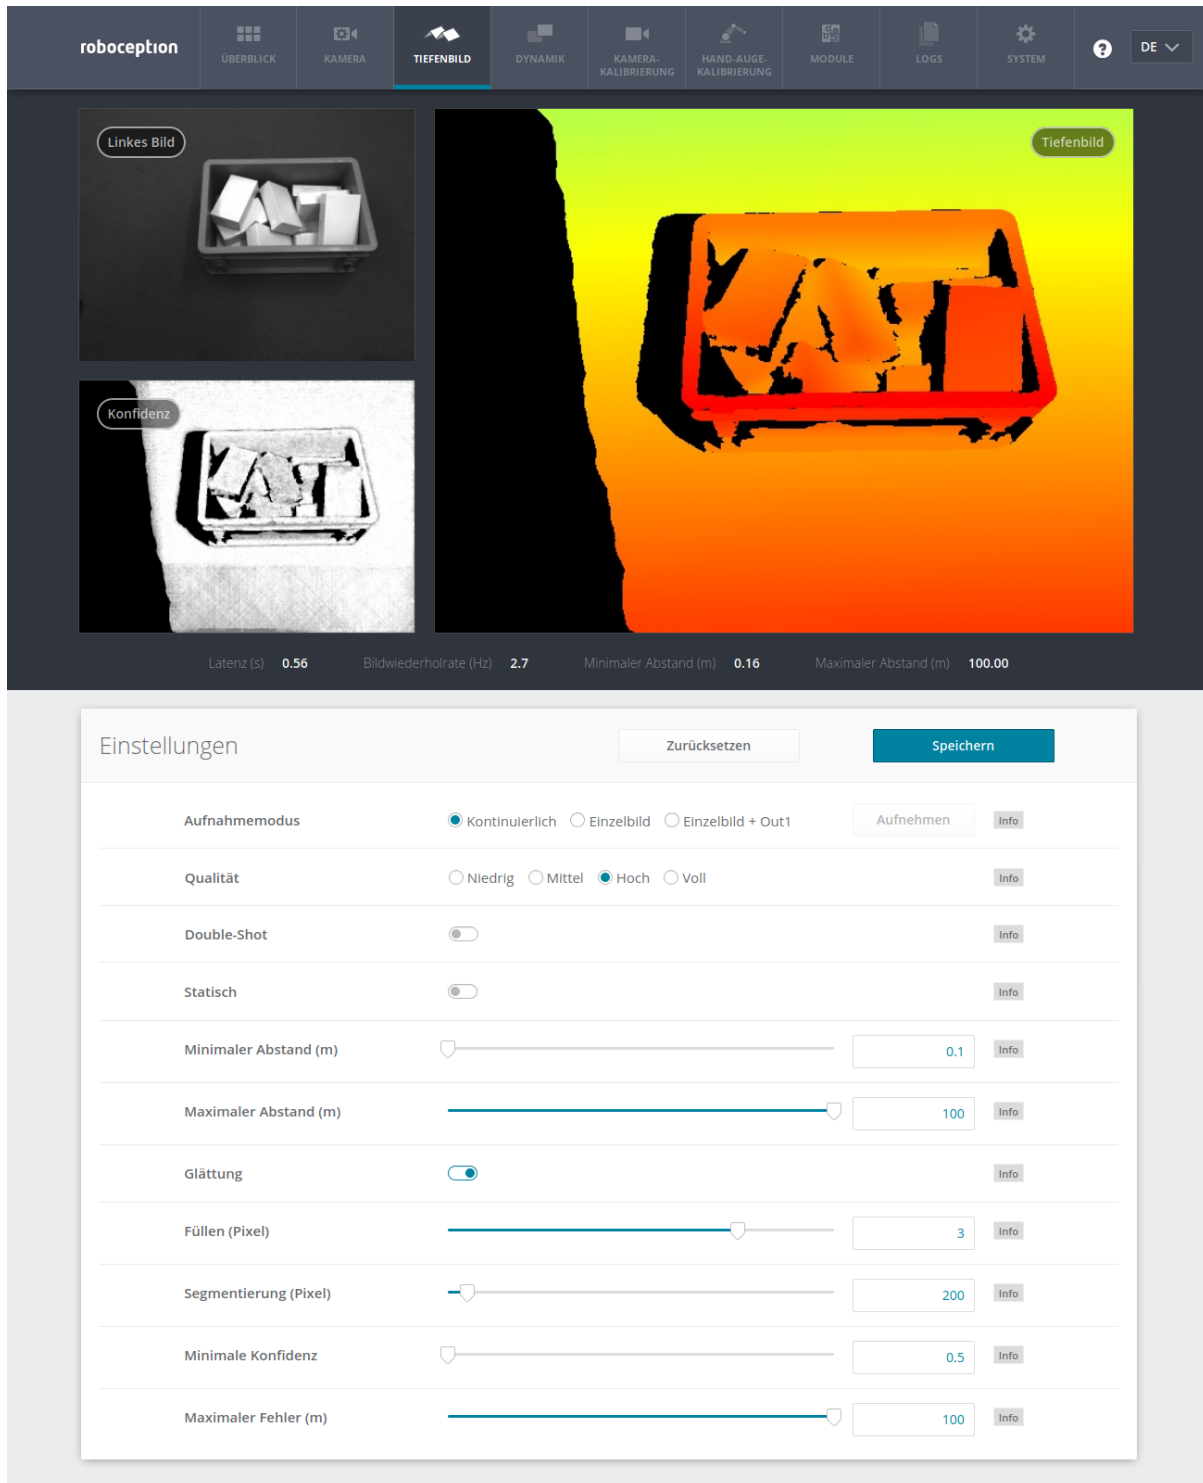 roboception
ÜBERBLICK
KAMERA
TIEFENBILD
DYNAMIK
KAMERA-
KALIBRIERUNG
HAND-AUGE-
KALIBRIERUNG
MODULE
LOGS
SYSTEM
?
DE
Linkes Bild
Tiefenbild
Konfidenz
Latenz (s) 0.56 Bildwiederholrate (Hz) 2.7 Minimaler Abstand (m) 0.16 Maximaler Abstand (m) 100.00
Einstellungen Zurücksetzen Speichern
Aufnahmemodus Kontinuierlich Einzelbild Einzelbild + Out1 Aufnehmen Info
Qualität Niedrig Mittel Hoch Voll Info
Double-Shot Info
Statisch Info
Minimaler Abstand (m) 0.1 Info
Maximaler Abstand (m) 100 Info
Glättung Info
Füllen (Pixel) 3 Info
Segmentierung (Pixel) 200 Info
Minimale Konfidenz 0.5 Info
Maximaler Fehler (m) 100 Info